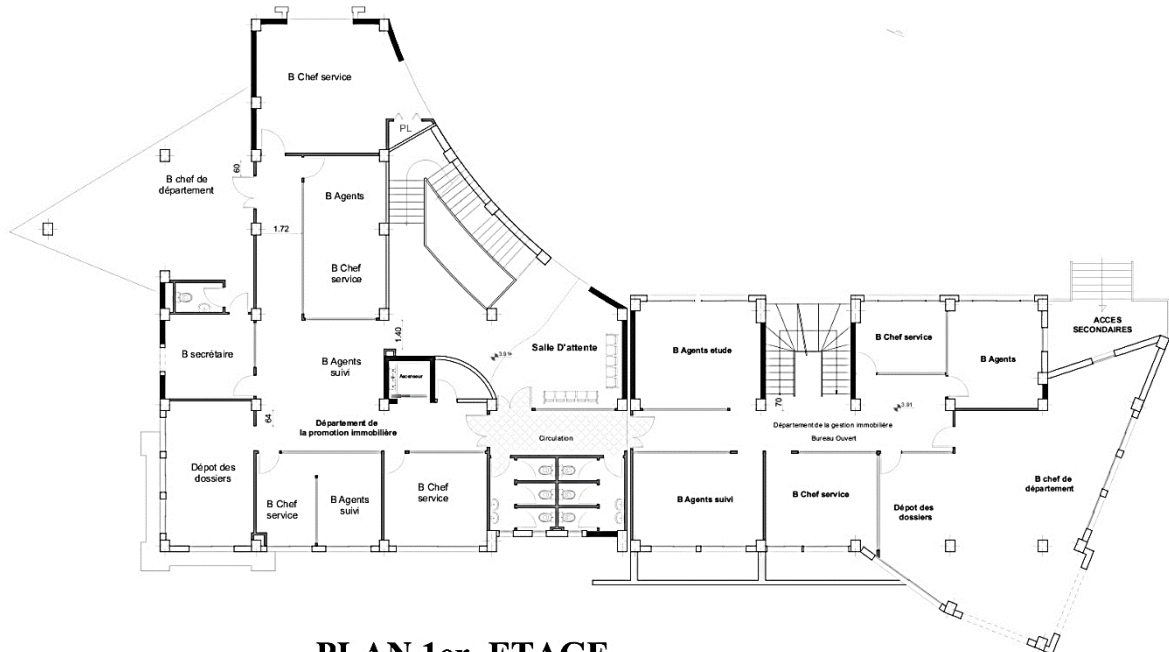 B Chef service
PL
60
B chef de
département
B Agents
1.72
B Chef
service
ACCES
SECONDAIRES
1.40
B secrétaire
B Agents
suivi
Ascenseur
Salle D'attente
B Agents etude
B Chef service
B Agents
64
70
3.91
Département de
la promotion immobilière
Circulation
Département de la gestion immobilière
Bureau Ouvert
Dépot des
dossiers
B Chef
service
B Agents
suivi
B Chef
service
B Agents suivi
B Chef service
Dépot des
dossiers
B chef de
département
PLAN 1er ETAGE